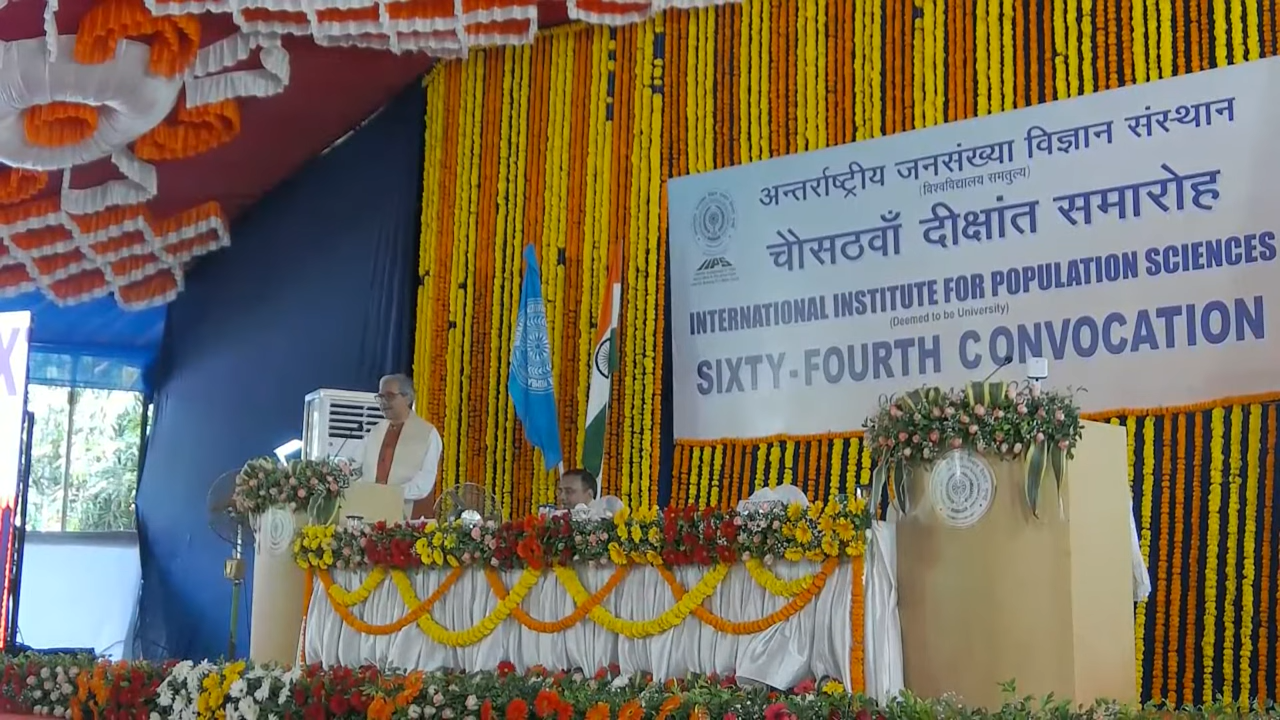 अन्तर्राष्ट्रीय जनसंख्या विज्ञान संस्थान
(विश्वविद्यालय समतुल्य)
चौसठवाँ दीक्षांत समारोह
IIPS
INTERNATIONAL INSTITUTE FOR POPULATION SCIENCES
(Deemed to be University)
SIXTY-FOURTH CONVOCATION